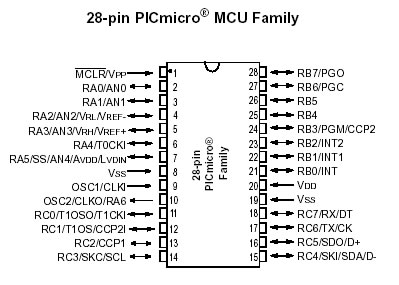 28-pin PICmicro® MCU Family
MCLR/VPP 1
RA0/AN0 2
RA1/AN1 3
RA2/AN2/VRL/VREF- 4
RA3/AN3/VRH/VREF+ 5
RA4/T0CKI 6
RA5/SS/AN4/AVDD/LVDIN 7
VSS 8
OSC1/CLKI 9
OSC2/CLKO/RA6 10
RC0/T1OSO/T1CKI 11
RC1/T1OS/CCP2I 12
RC2/CCP1 13
RC3/SKC/SCL 14
28-pin
PICmicro®
Family
28 RB7/PGO
27 RB6/PGC
26 RB5
25 RB4
24 RB3/PGM/CCP2
23 RB2/INT2
22 RB1/INT1
21 RB0/INT
20 VDD
19 VSS
18 RC7/RX/DT
17 RC6/TX/CK
16 RC5/SDO/D+
15 RC4/SKI/SDA/D-